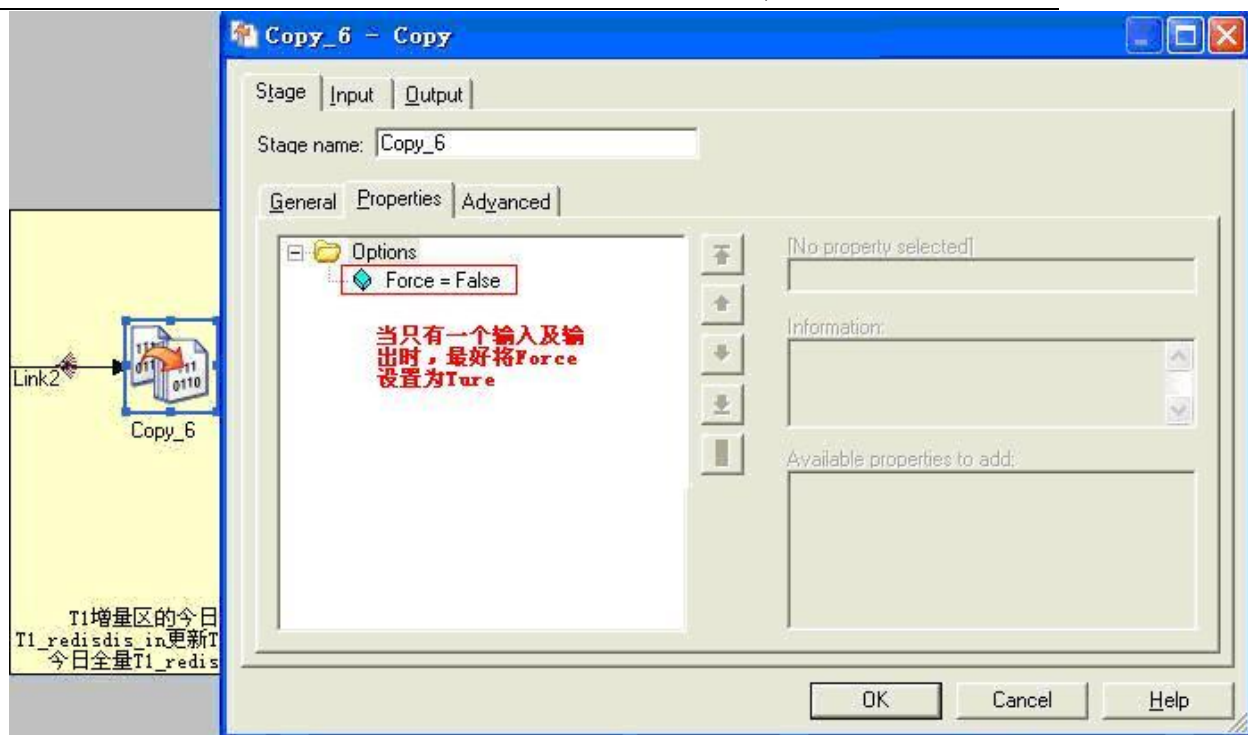 Copy_6 - Copy
Stage Input Output
Stage name: Copy_6
General Properties Advanced
Options
Force = False
当只有一个输入及输
出时，最好将Force
设置为Ture
[No property selected]
Information:
Available properties to add:
Link2
Copy_6
T1增量区的今日
T1_redisdis_in更新T
今日全量T1_redis
OK Cancel Help